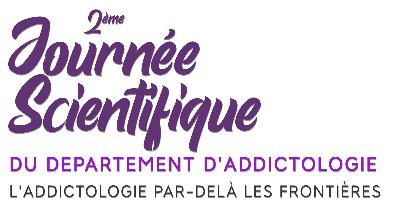 2ème
Journée
Scientifique
DU DEPARTEMENT D'ADDICTOLOGIE
L'ADDICTOLOGIE PAR-DELÀ LES FRONTIÈRES